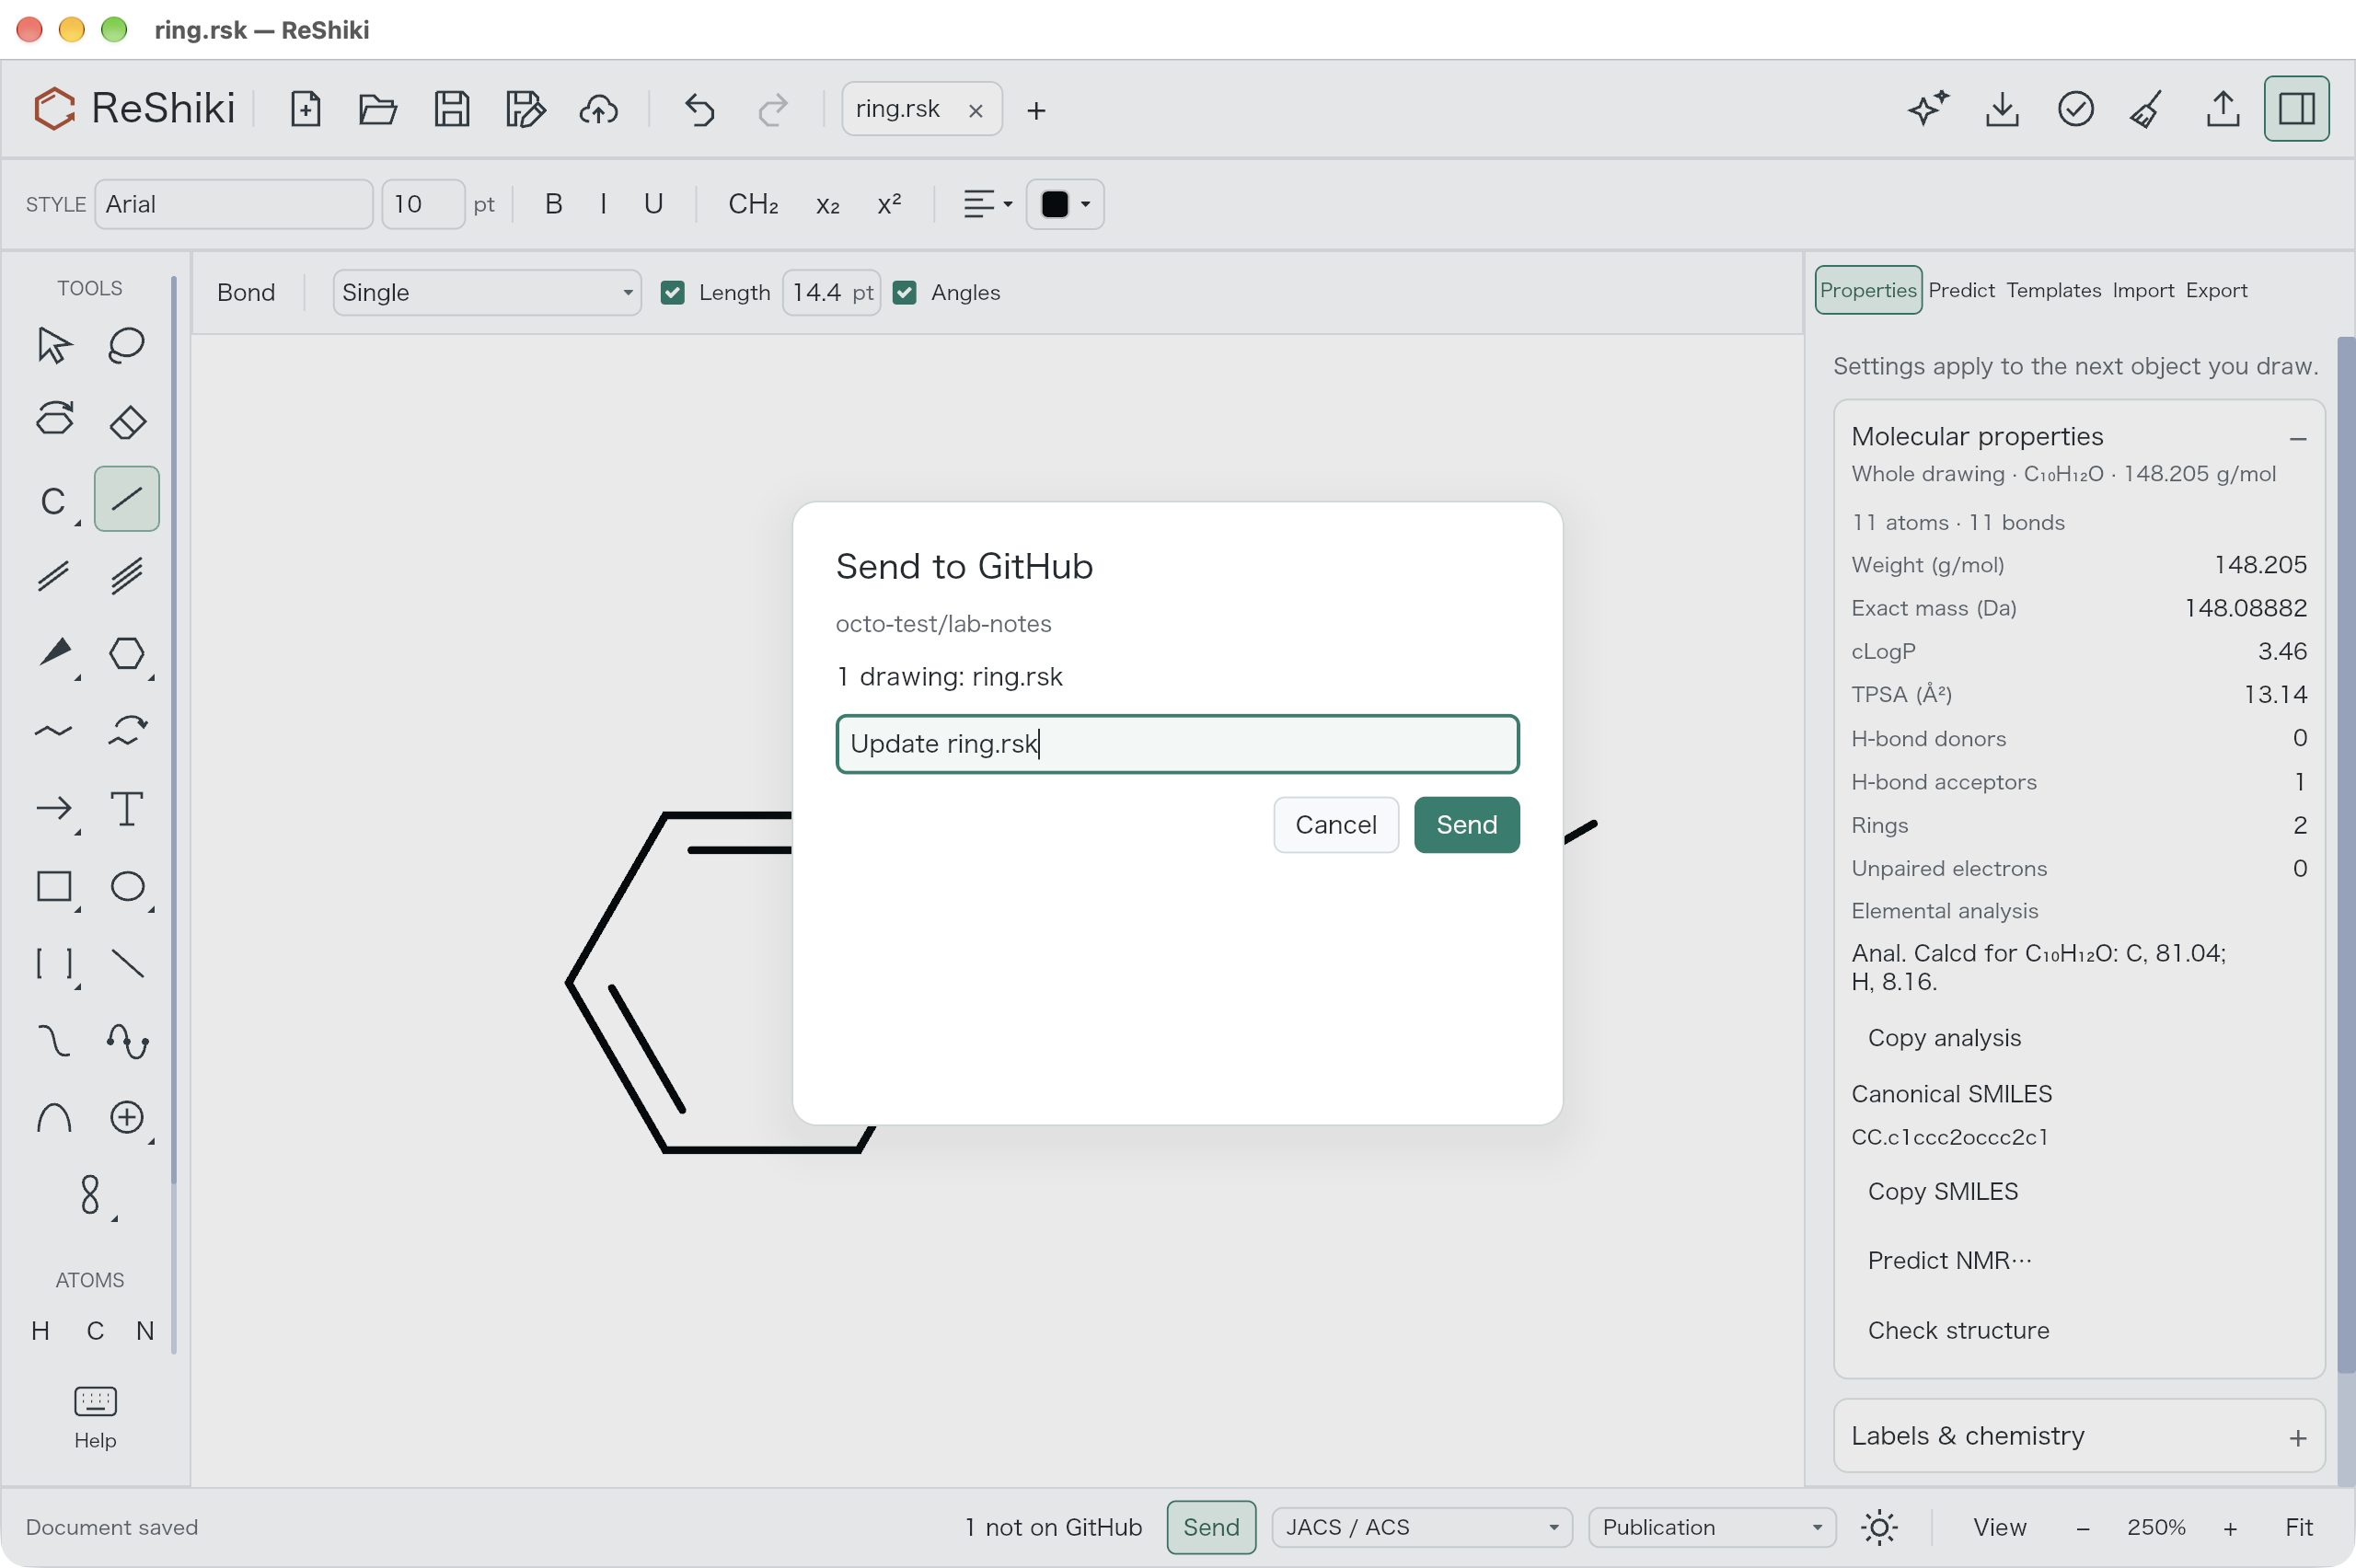 ring.rsk — ReShiki
ReShiki
ring.rsk × +
STYLE Arial 10 pt B I U CH₂ x₂ x²
TOOLS
Bond Single Length 14.4 pt Angles
Properties Predict Templates Import Export
Settings apply to the next object you draw.
Molecular properties −
Whole drawing · C₁₀H₁₂O · 148.205 g/mol
11 atoms · 11 bonds
Weight (g/mol) 148.205
Exact mass (Da) 148.08882
cLogP 3.46
TPSA (Å²) 13.14
H-bond donors 0
H-bond acceptors 1
Rings 2
Unpaired electrons 0
Elemental analysis
Anal. Calcd for C₁₀H₁₂O: C, 81.04;
H, 8.16.
Copy analysis
Canonical SMILES
CC.c1ccc2occc2c1
Copy SMILES
Predict NMR⋯
Check structure
Labels & chemistry +
C
T
[ ]
ATOMS
H C N
Help
Send to GitHub
octo-test/lab-notes
1 drawing: ring.rsk
Update ring.rsk
Cancel Send
Document saved 1 not on GitHub Send JACS / ACS Publication View − 250% + Fit